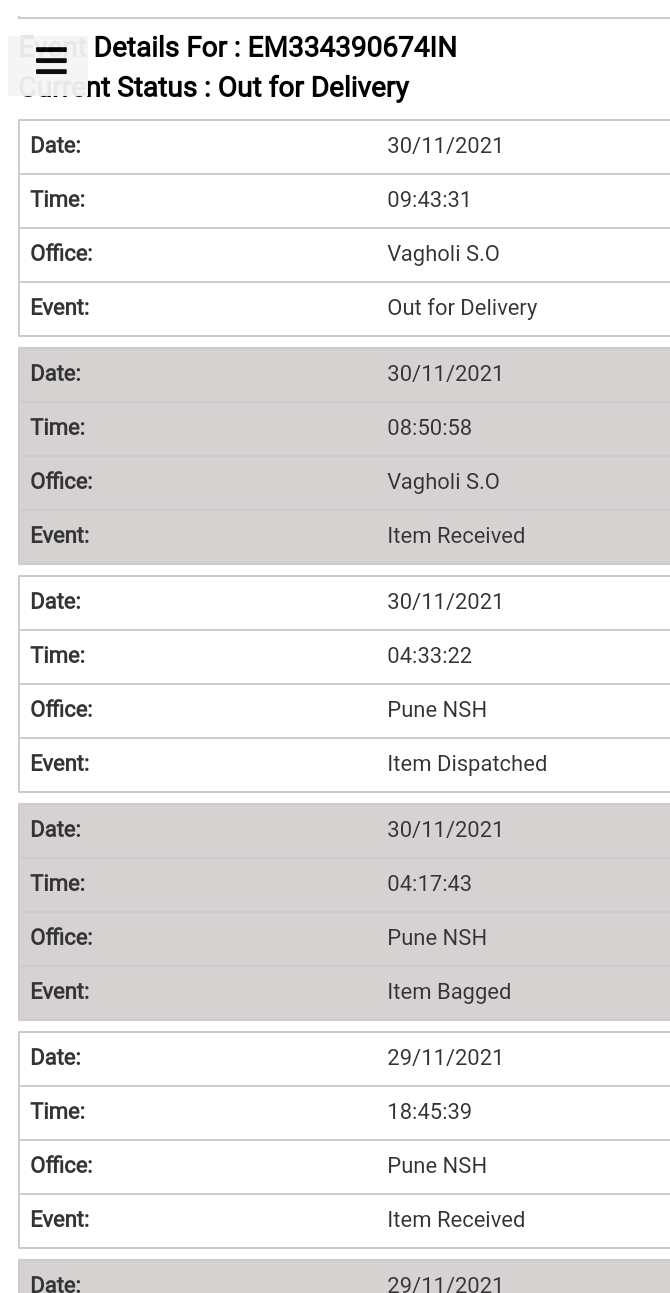 Event Details For : EM334390674IN
Current Status : Out for Delivery
Date: 30/11/2021
Time: 09:43:31
Office: Vagholi S.O
Event: Out for Delivery
Date: 30/11/2021
Time: 08:50:58
Office: Vagholi S.O
Event: Item Received
Date: 30/11/2021
Time: 04:33:22
Office: Pune NSH
Event: Item Dispatched
Date: 30/11/2021
Time: 04:17:43
Office: Pune NSH
Event: Item Bagged
Date: 29/11/2021
Time: 18:45:39
Office: Pune NSH
Event: Item Received
Date: 29/11/2021